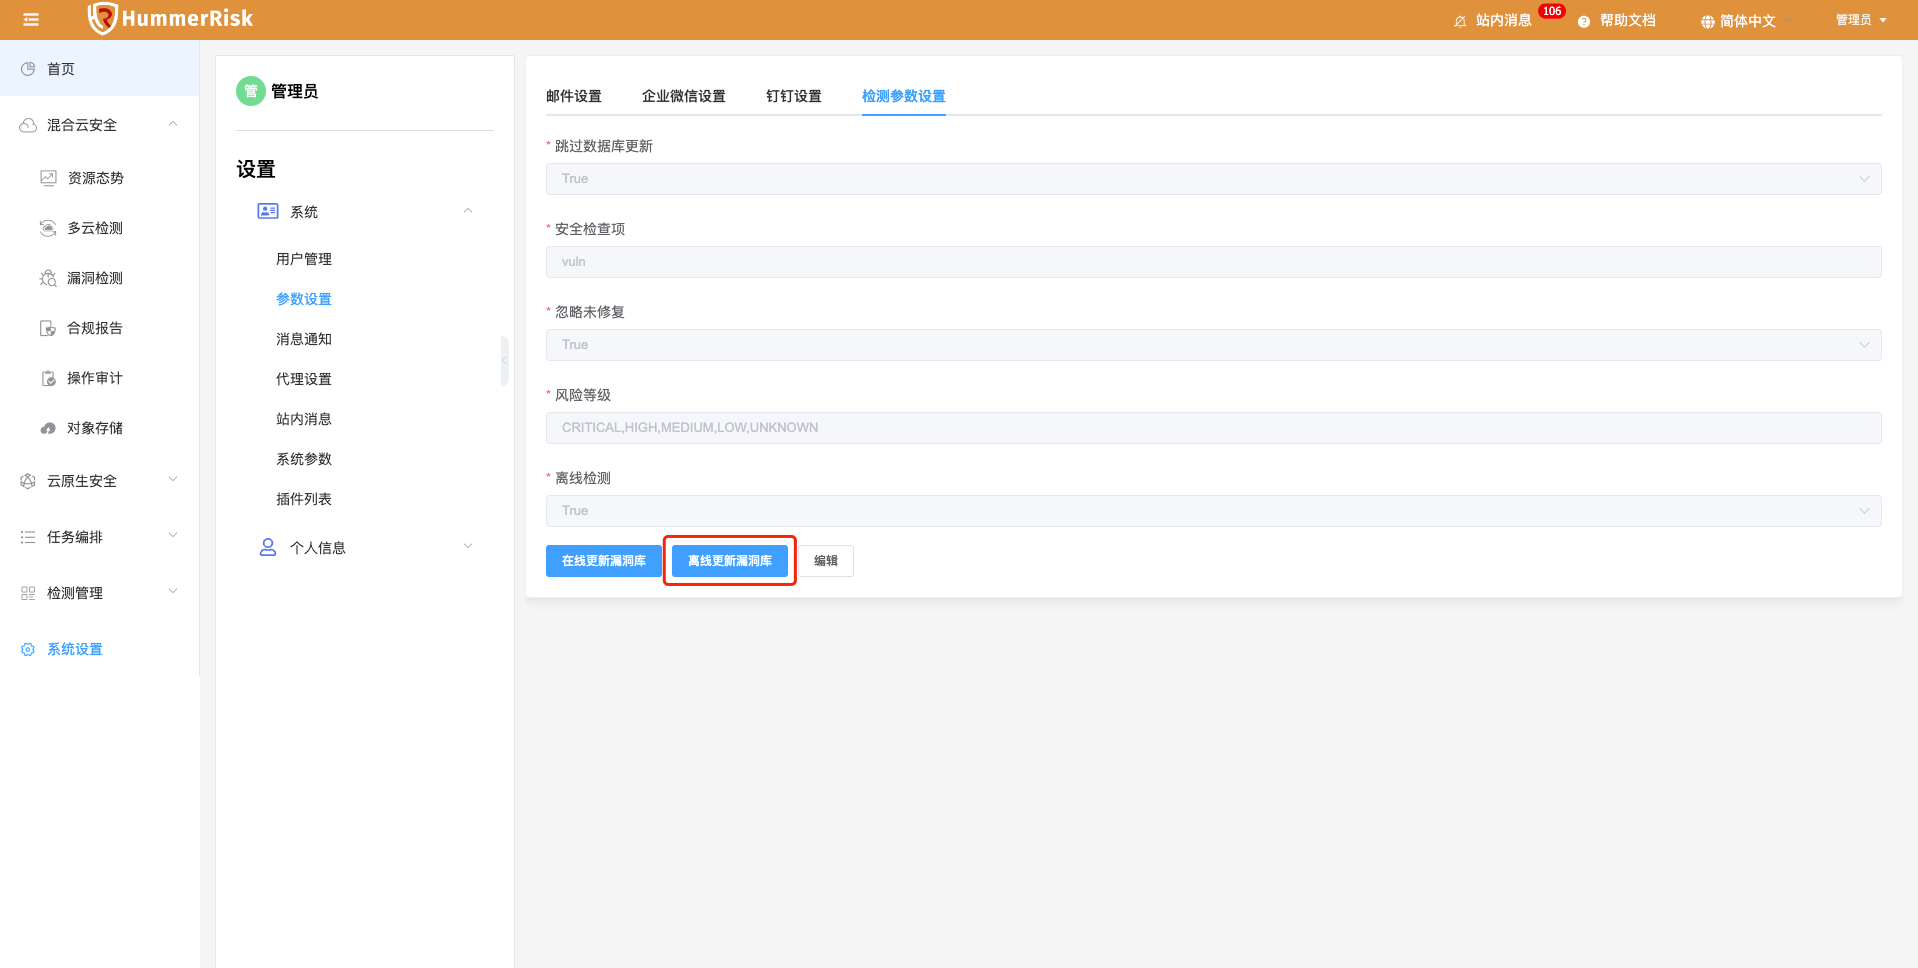 HummerRisk
站内消息 106
帮助文档
简体中文
管理员
首页
混合云安全
资源态势
多云检测
漏洞检测
合规报告
操作审计
对象存储
云原生安全
任务编排
检测管理
系统设置
管 管理员
设置
系统
用户管理
参数设置
消息通知
代理设置
站内消息
系统参数
插件列表
个人信息
邮件设置 企业微信设置 钉钉设置 检测参数设置
* 跳过数据库更新
True
* 安全检查项
vuln
* 忽略未修复
True
* 风险等级
CRITICAL,HIGH,MEDIUM,LOW,UNKNOWN
* 离线检测
True
在线更新漏洞库 离线更新漏洞库 编辑